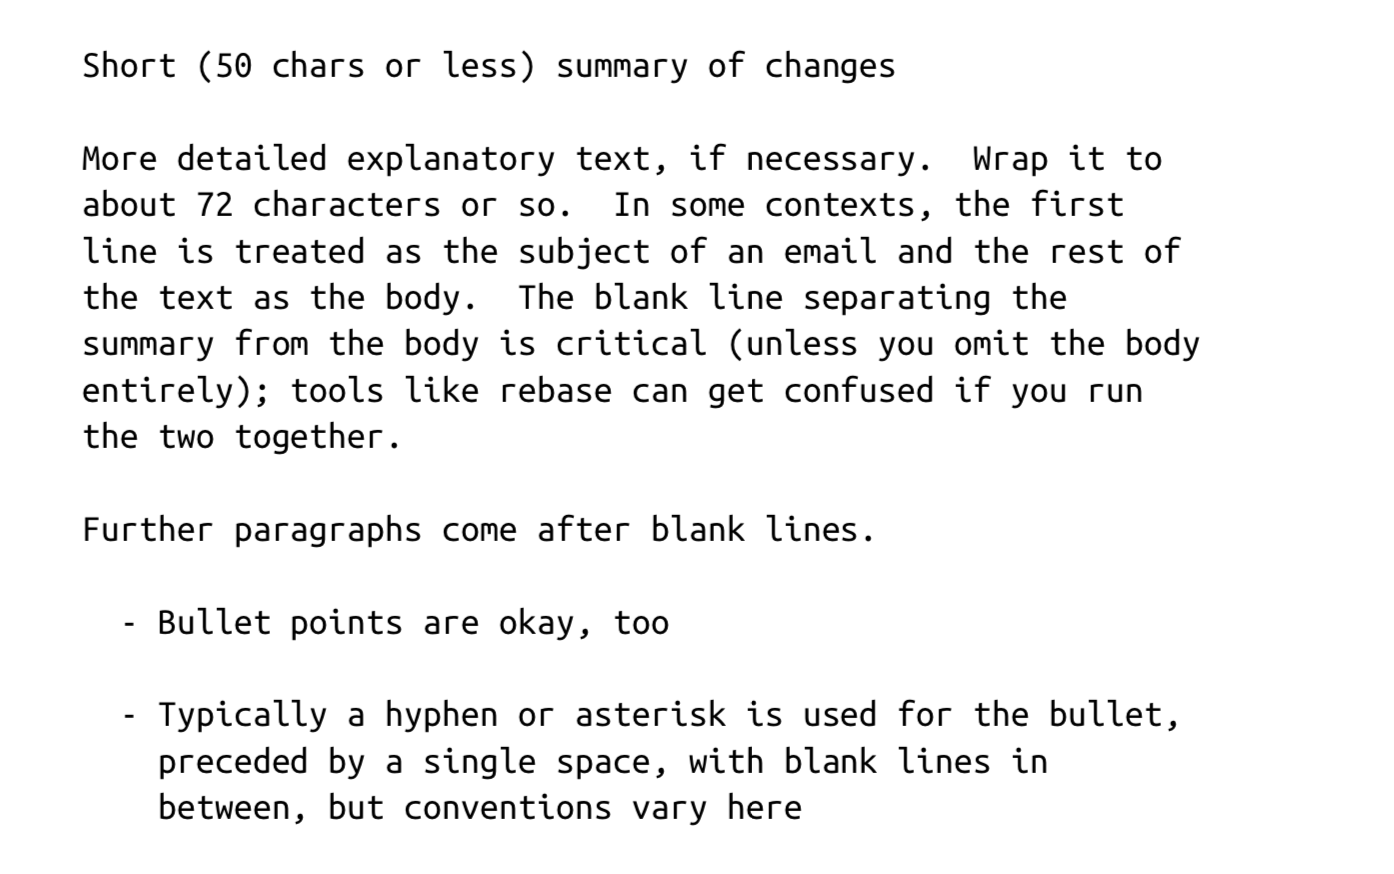 Short (50 chars or less) summary of changes

More detailed explanatory text, if necessary.  Wrap it to
about 72 characters or so.  In some contexts, the first
line is treated as the subject of an email and the rest of
the text as the body.  The blank line separating the
summary from the body is critical (unless you omit the body
entirely); tools like rebase can get confused if you run
the two together.

Further paragraphs come after blank lines.

  - Bullet points are okay, too

  - Typically a hyphen or asterisk is used for the bullet,
    preceded by a single space, with blank lines in
    between, but conventions vary here